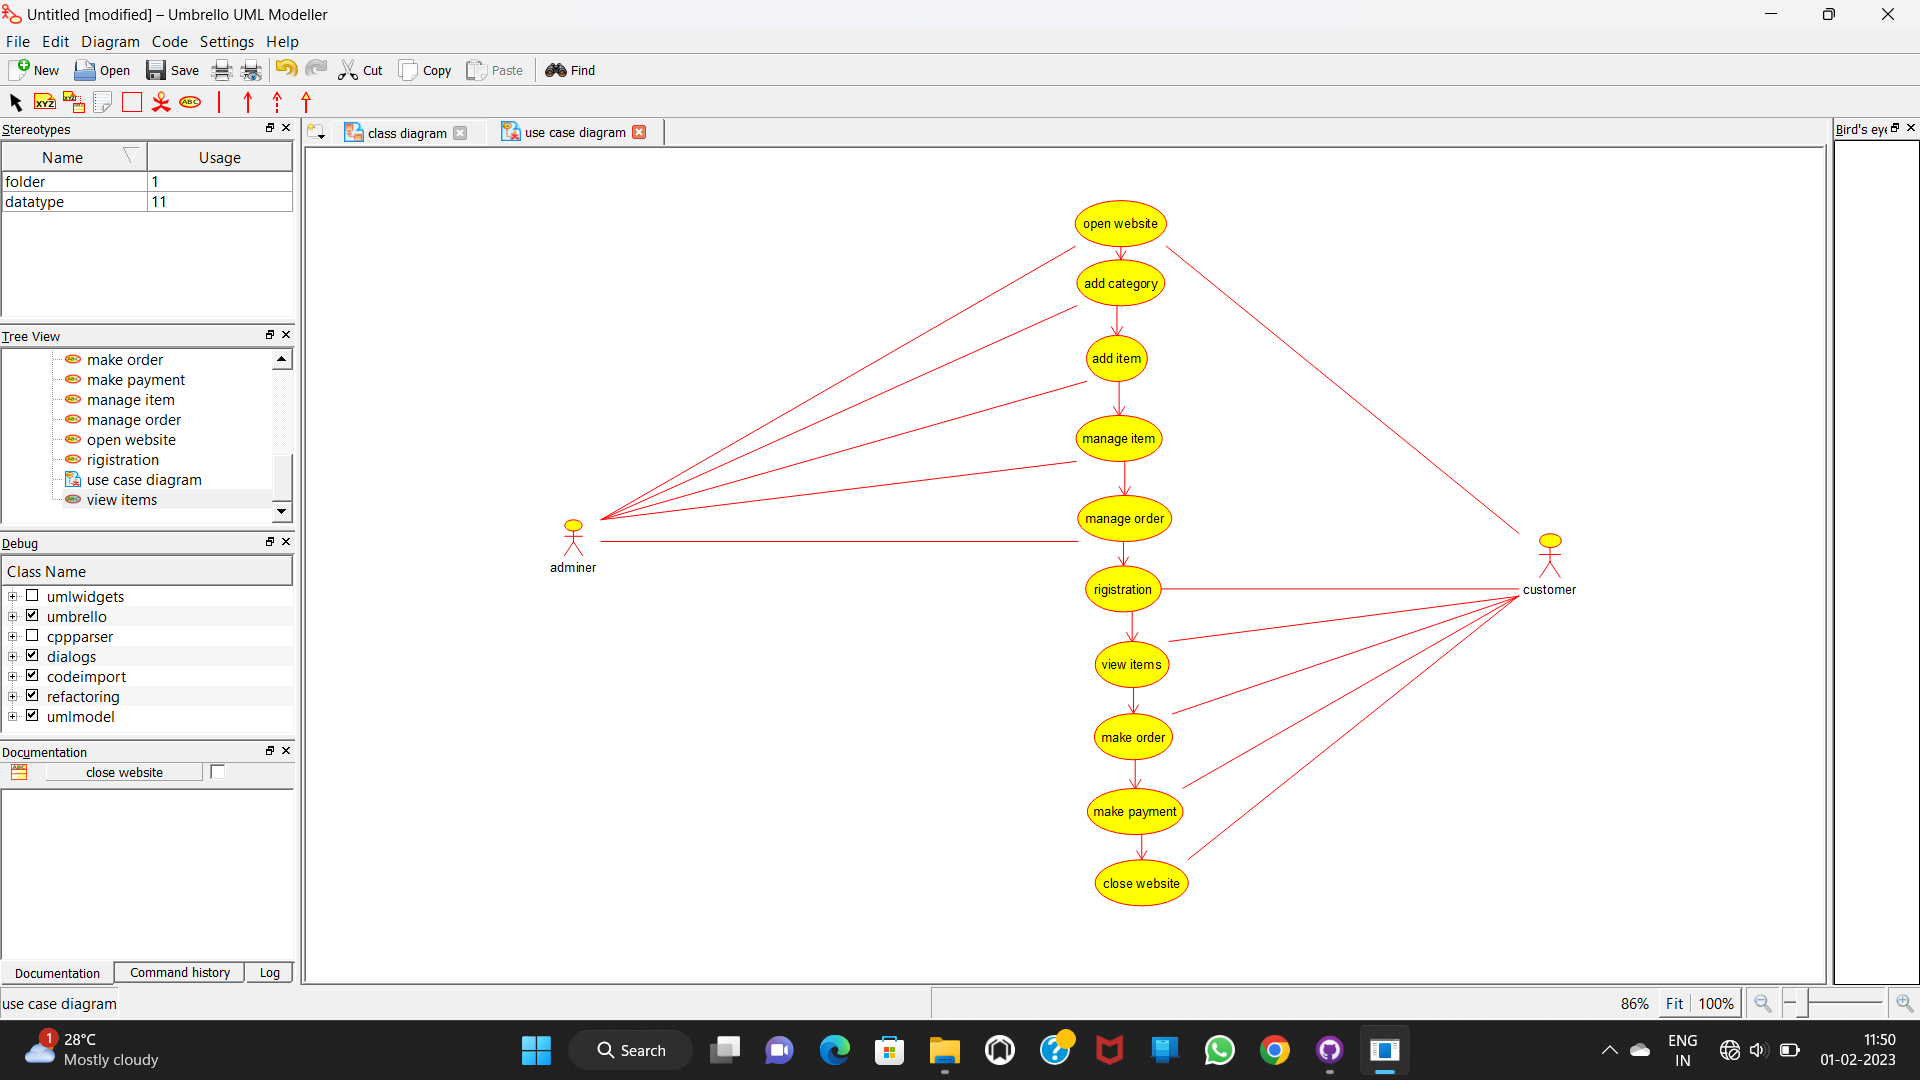 Untitled [modified] – Umbrello UML Modeller
File Edit Diagram Code Settings Help
New Open Save Cut Copy Paste Find
XYZ XYZ ABC
Stereotypes
class diagram use case diagram
Bird's eye
Name Usage
folder 1
datatype 11
Tree View
make order
make payment
manage item
manage order
open website
rigistration
use case diagram
view items
Debug
Class Name
umlwidgets
umbrello
cppparser
dialogs
codeimport
refactoring
umlmodel
Documentation
close website
Documentation Command history Log
open website
add category
add item
manage item
manage order
rigistration
view items
make order
make payment
close website
adminer
customer
use case diagram
86% Fit 100%
1
28°C
Mostly cloudy
Search
ENG
IN
11:50
01-02-2023